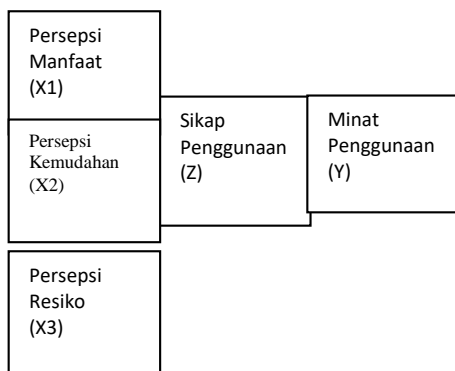 Persepsi
Manfaat
(X1)
Persepsi
Kemudahan
(X2)
Sikap
Penggunaan
(Z)
Minat
Penggunaan
(Y)
Persepsi
Resiko
(X3)